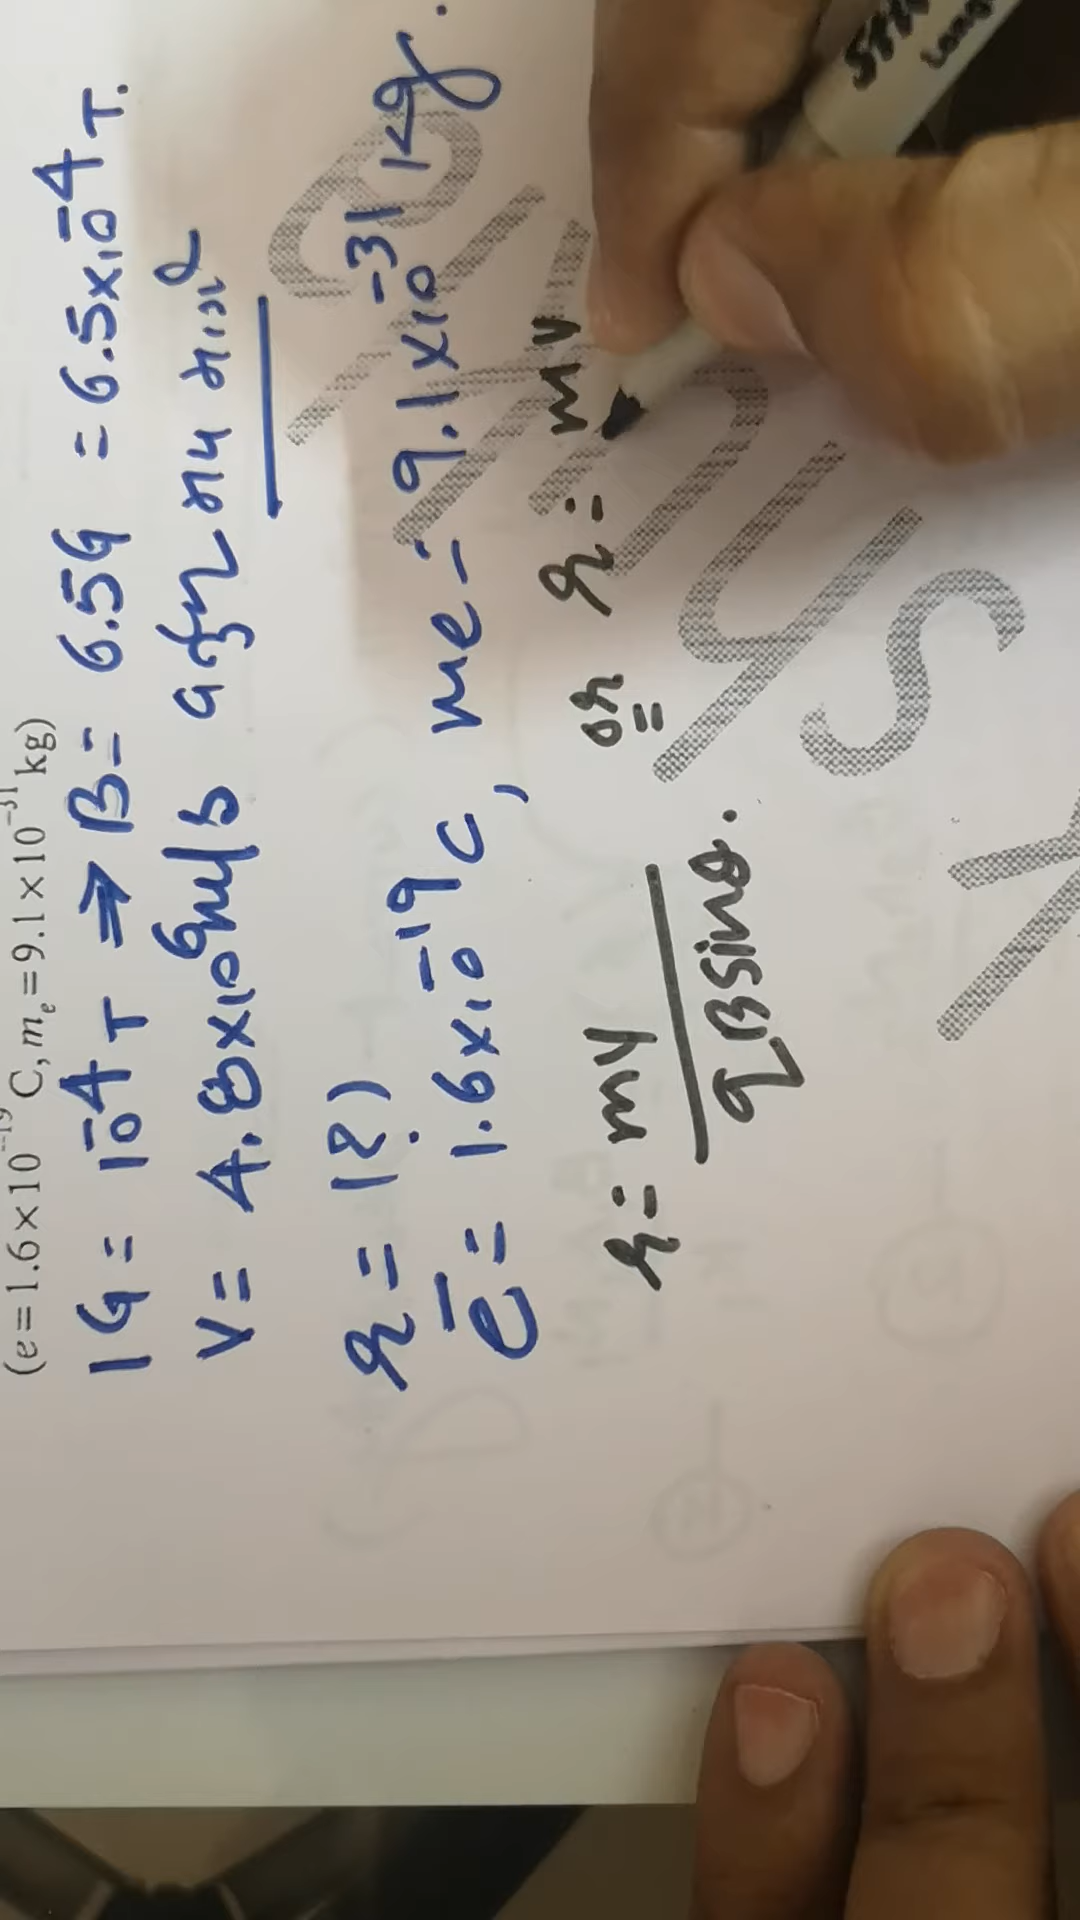 (e=1.6×10⁻¹⁹ C, mₑ=9.1×10⁻³¹ kg)
1G = 10⁻⁴ T ⇒ B = 6.5G = 6.5×10⁻⁴ T.
V = 4.8×10⁶ m/s
r = (?)
e⁻ = 1.6×10⁻¹⁹ C, me = 9.1×10⁻³¹ kg.
r = mv / qBsinθ. or r = mv